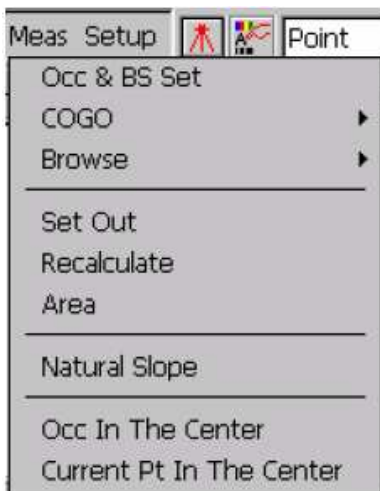 Meas Setup Point
Occ & BS Set
COGO
Browse
Set Out
Recalculate
Area
Natural Slope
Occ In The Center
Current Pt In The Center